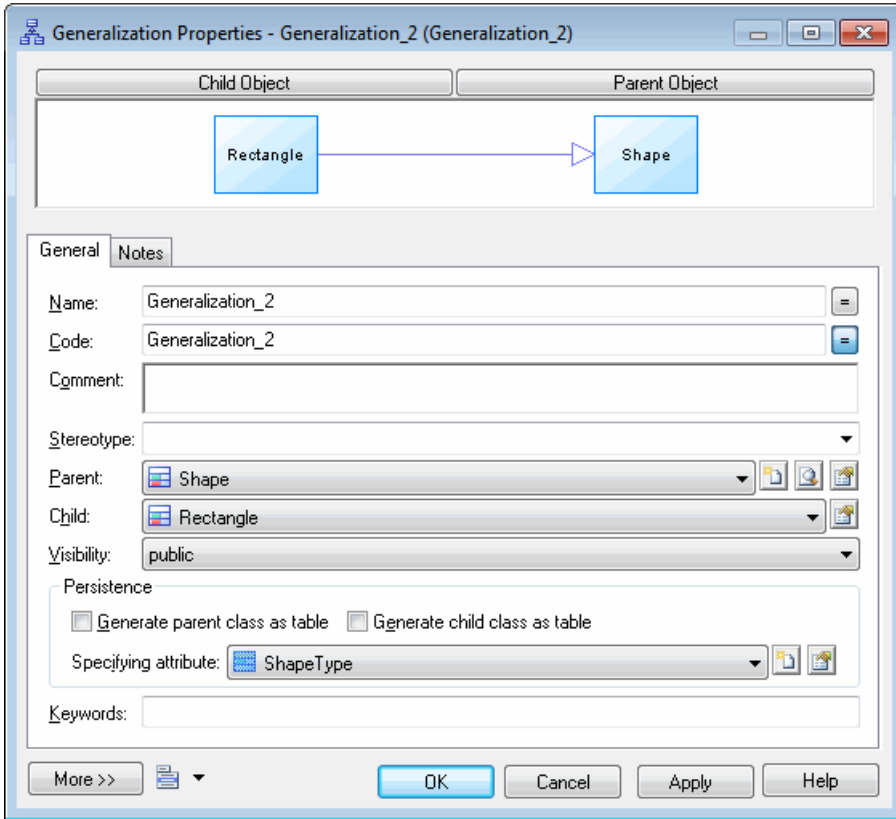 Generalization Properties - Generalization_2 (Generalization_2)
Child Object Parent Object
Rectangle Shape
General Notes
Name: Generalization_2 =
Code: Generalization_2 =
Comment:
Stereotype:
Parent: Shape
Child: Rectangle
Visibility: public
Persistence
Generate parent class as table Generate child class as table
Specifying attribute: ShapeType
Keywords:
More >> OK Cancel Apply Help